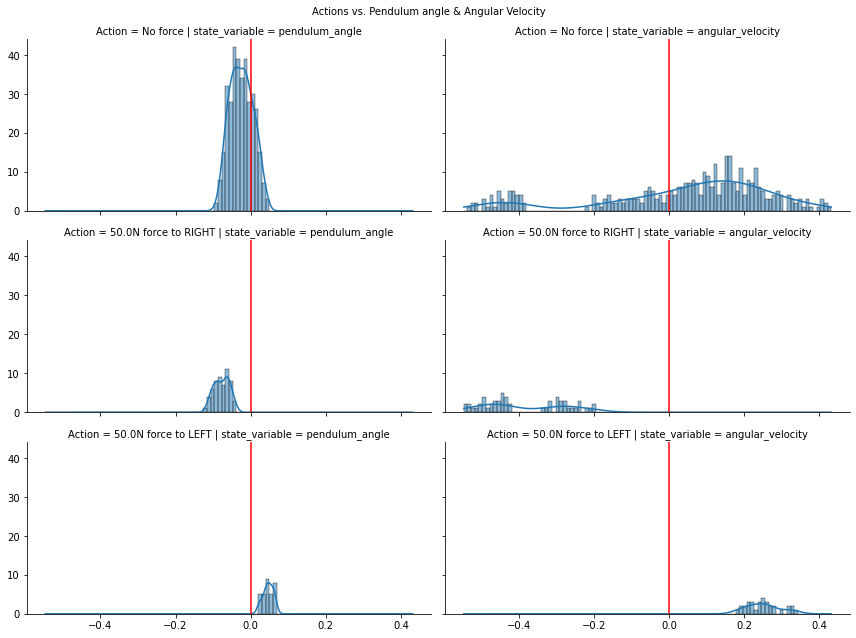 Actions vs. Pendulum angle & Angular Velocity
Action = No force | state_variable = pendulum_angle
Action = No force | state_variable = angular_velocity
40
30
20
10
0
Action = 50.0N force to RIGHT | state_variable = pendulum_angle
Action = 50.0N force to RIGHT | state_variable = angular_velocity
40
30
20
10
0
Action = 50.0N force to LEFT | state_variable = pendulum_angle
Action = 50.0N force to LEFT | state_variable = angular_velocity
40
30
20
10
0
−0.4 −0.2 0.0 0.2 0.4
−0.4 −0.2 0.0 0.2 0.4